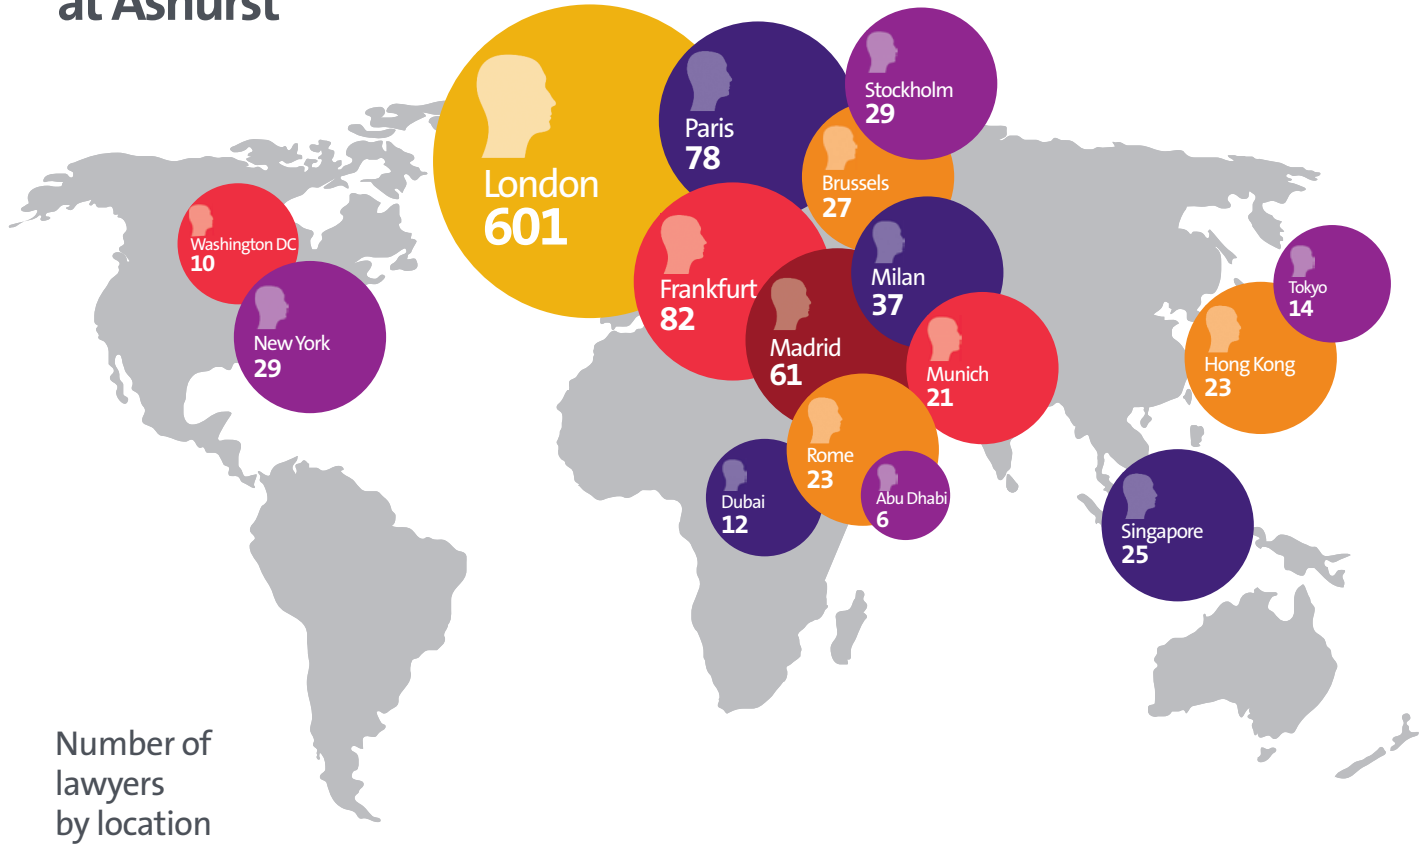 at Ashurst
London
601
Paris
78
Stockholm
29
Brussels
27
Washington DC
10
New York
29
Frankfurt
82
Milan
37
Madrid
61
Munich
21
Tokyo
14
Hong Kong
23
Rome
23
Dubai
12
Abu Dhabi
6
Singapore
25
Number of
lawyers
by location